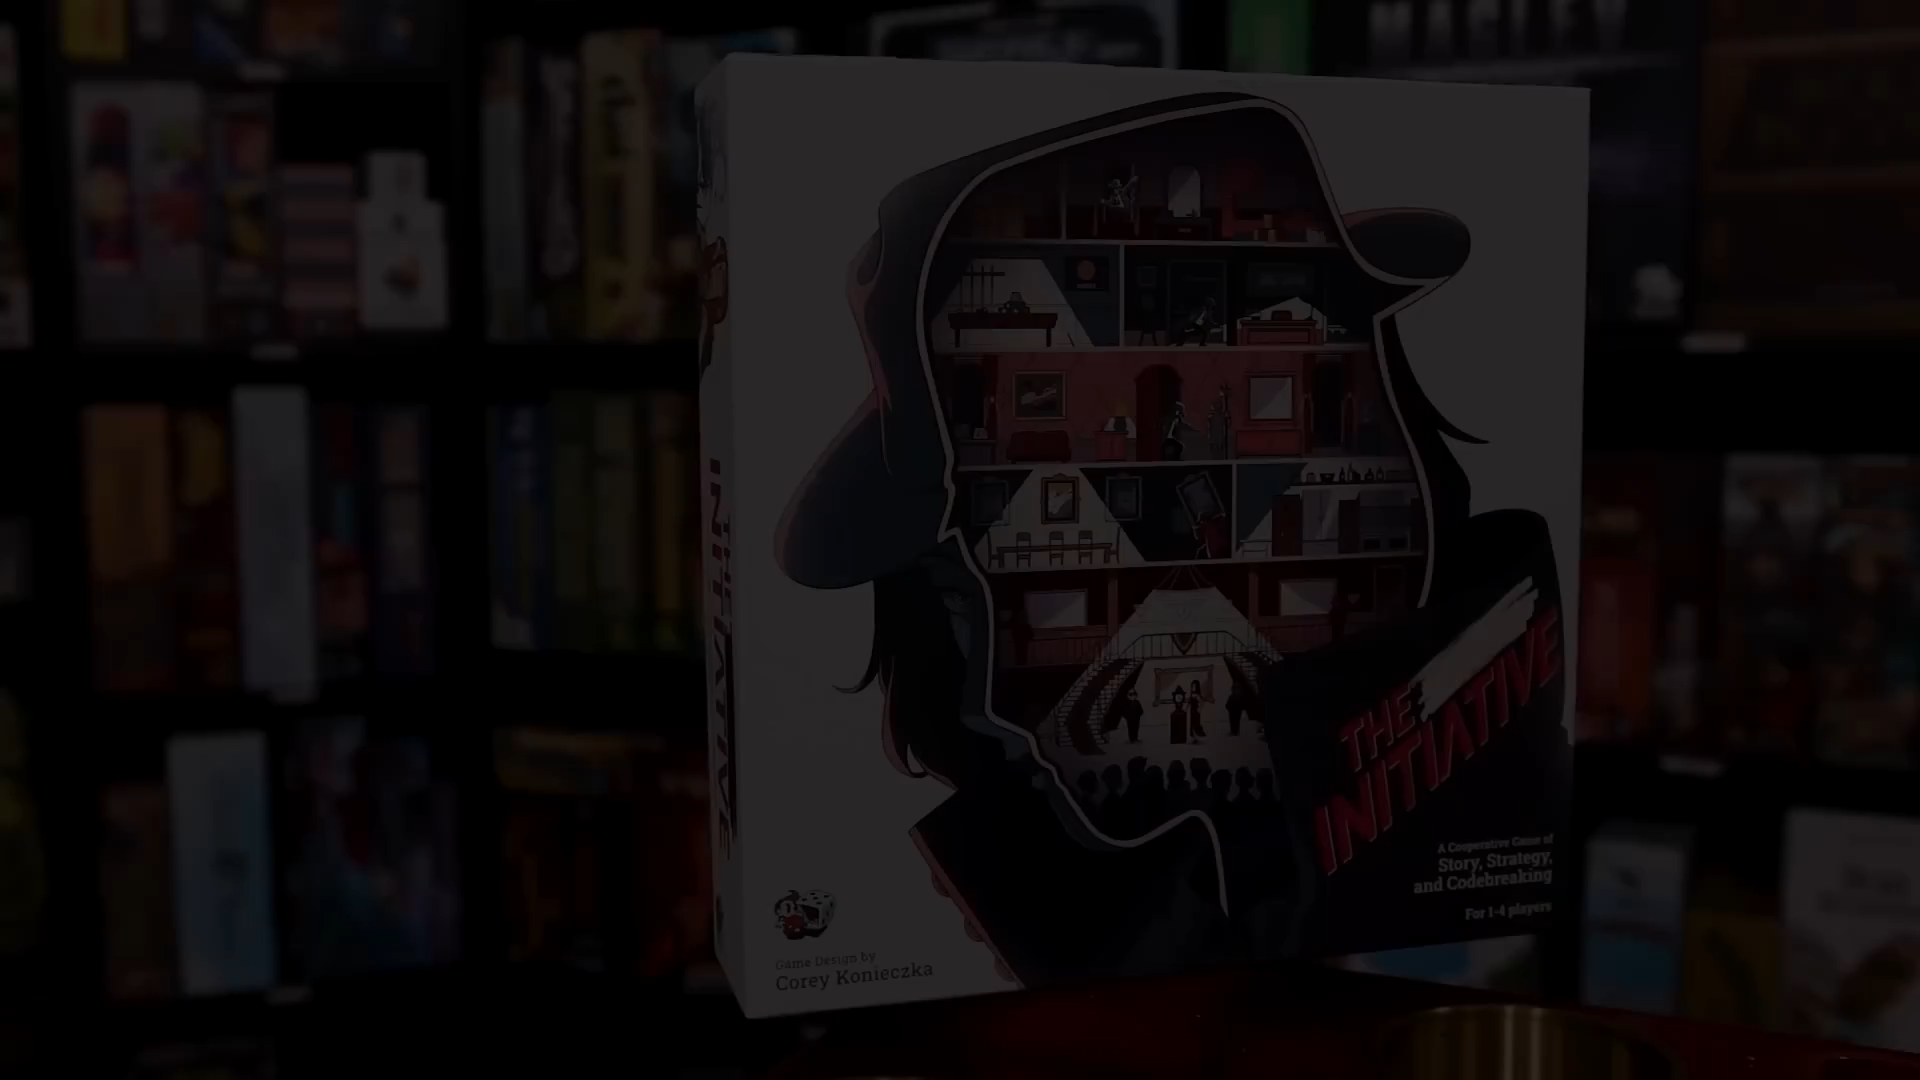 THE
INITIATIVE
A Cooperative Game of
Story, Strategy,
and Codebreaking
For 1-4 players
Game Design by
Corey Konieczka
THE
INITIATIVE